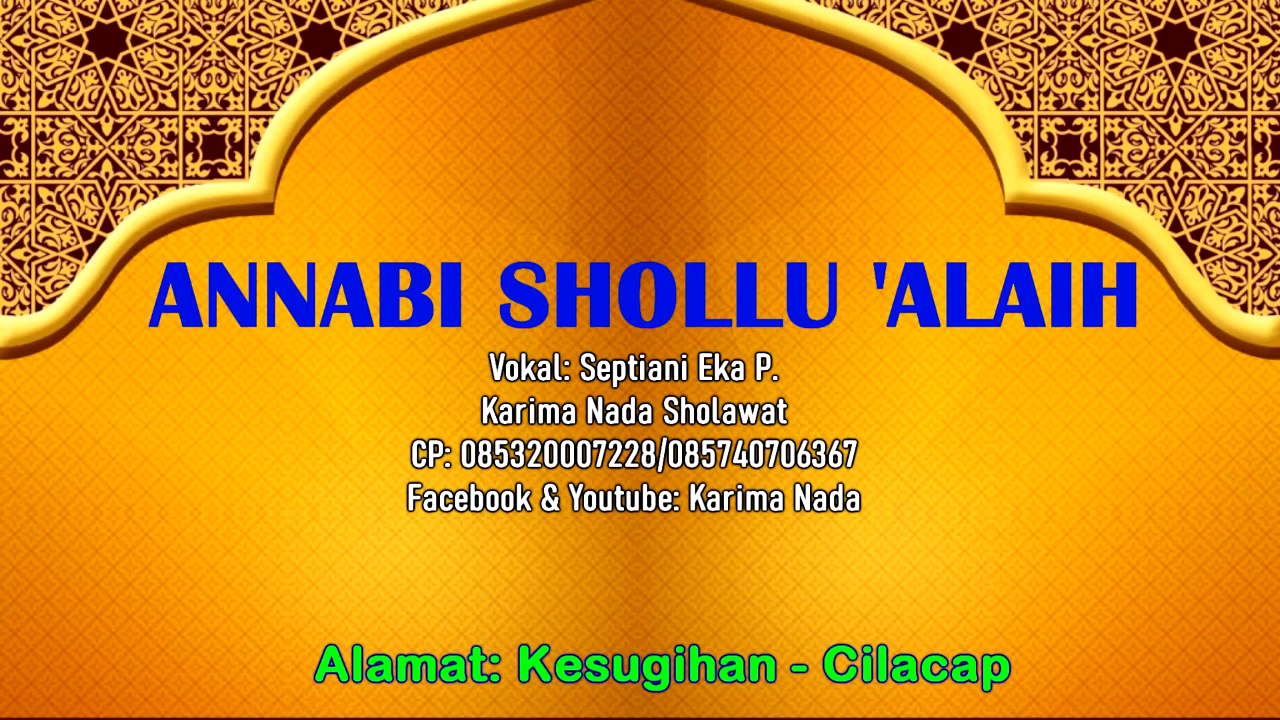 ANNABI SHOLLU 'ALAIH
Vokal: Septiani Eka P.
Karima Nada Sholawat
CP: 085320007228/085740706367
Facebook & Youtube: Karima Nada
Alamat: Kesugihan - Cilacap